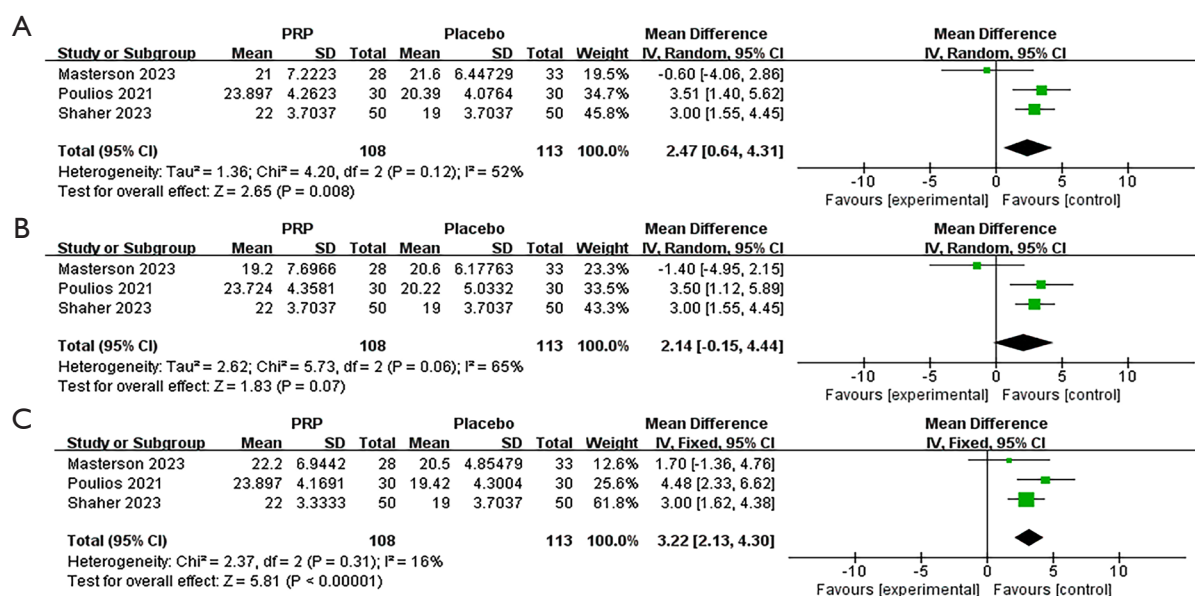 A
PRP Placebo Mean Difference Mean Difference
Study or Subgroup Mean SD Total Mean SD Total Weight IV, Random, 95% CI IV, Random, 95% CI
Masterson 2023 21 7.2223 28 21.6 6.44729 33 19.5% -0.60 [-4.06, 2.86]
Poulios 2021 23.897 4.2623 30 20.39 4.0764 30 34.7% 3.51 [1.40, 5.62]
Shaher 2023 22 3.7037 50 19 3.7037 50 45.8% 3.00 [1.55, 4.45]
Total (95% CI) 108 113 100.0% 2.47 [0.64, 4.31]
Heterogeneity: Tau² = 1.36; Chi² = 4.20, df = 2 (P = 0.12); I² = 52%
Test for overall effect: Z = 2.65 (P = 0.008)
-10 -5 0 5 10
Favours [experimental] Favours [control]
B
PRP Placebo Mean Difference Mean Difference
Study or Subgroup Mean SD Total Mean SD Total Weight IV, Random, 95% CI IV, Random, 95% CI
Masterson 2023 19.2 7.6966 28 20.6 6.17763 33 23.3% -1.40 [-4.95, 2.15]
Poulios 2021 23.724 4.3581 30 20.22 5.0332 30 33.5% 3.50 [1.12, 5.89]
Shaher 2023 22 3.7037 50 19 3.7037 50 43.3% 3.00 [1.55, 4.45]
Total (95% CI) 108 113 100.0% 2.14 [-0.15, 4.44]
Heterogeneity: Tau² = 2.62; Chi² = 5.73, df = 2 (P = 0.06); I² = 65%
Test for overall effect: Z = 1.83 (P = 0.07)
-10 -5 0 5 10
Favours [experimental] Favours [control]
C
PRP Placebo Mean Difference Mean Difference
Study or Subgroup Mean SD Total Mean SD Total Weight IV, Fixed, 95% CI IV, Fixed, 95% CI
Masterson 2023 22.2 6.9442 28 20.5 4.85479 33 12.6% 1.70 [-1.36, 4.76]
Poulios 2021 23.897 4.1691 30 19.42 4.3004 30 25.6% 4.48 [2.33, 6.62]
Shaher 2023 22 3.3333 50 19 3.7037 50 61.8% 3.00 [1.62, 4.38]
Total (95% CI) 108 113 100.0% 3.22 [2.13, 4.30]
Heterogeneity: Chi² = 2.37, df = 2 (P = 0.31); I² = 16%
Test for overall effect: Z = 5.81 (P < 0.00001)
-10 -5 0 5 10
Favours [experimental] Favours [control]